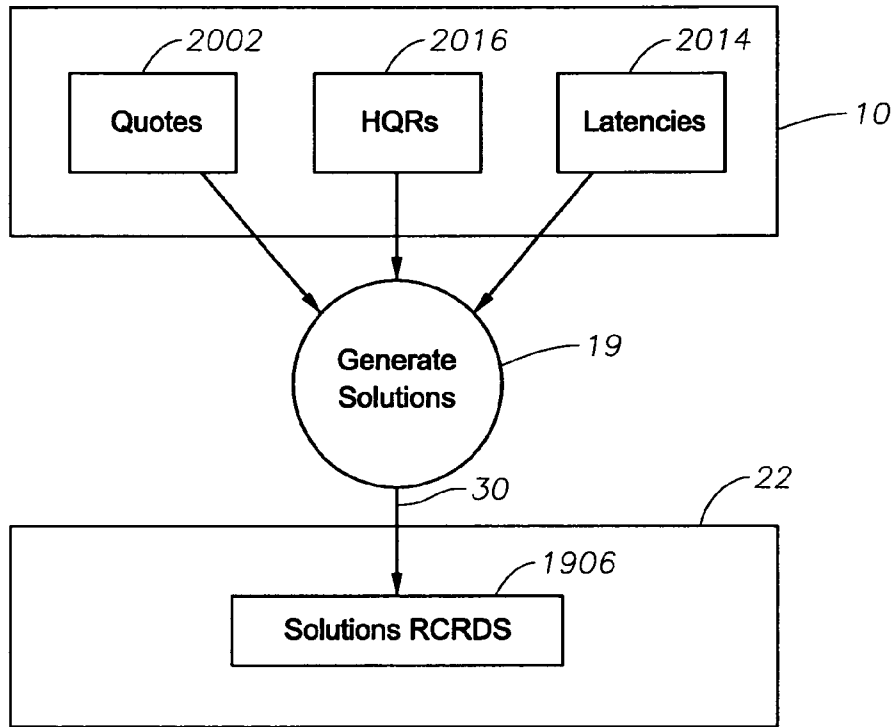 2002
2016
2014
Quotes
HQRs
Latencies
10
Generate
Solutions
19
30
22
1906
Solutions RCRDS